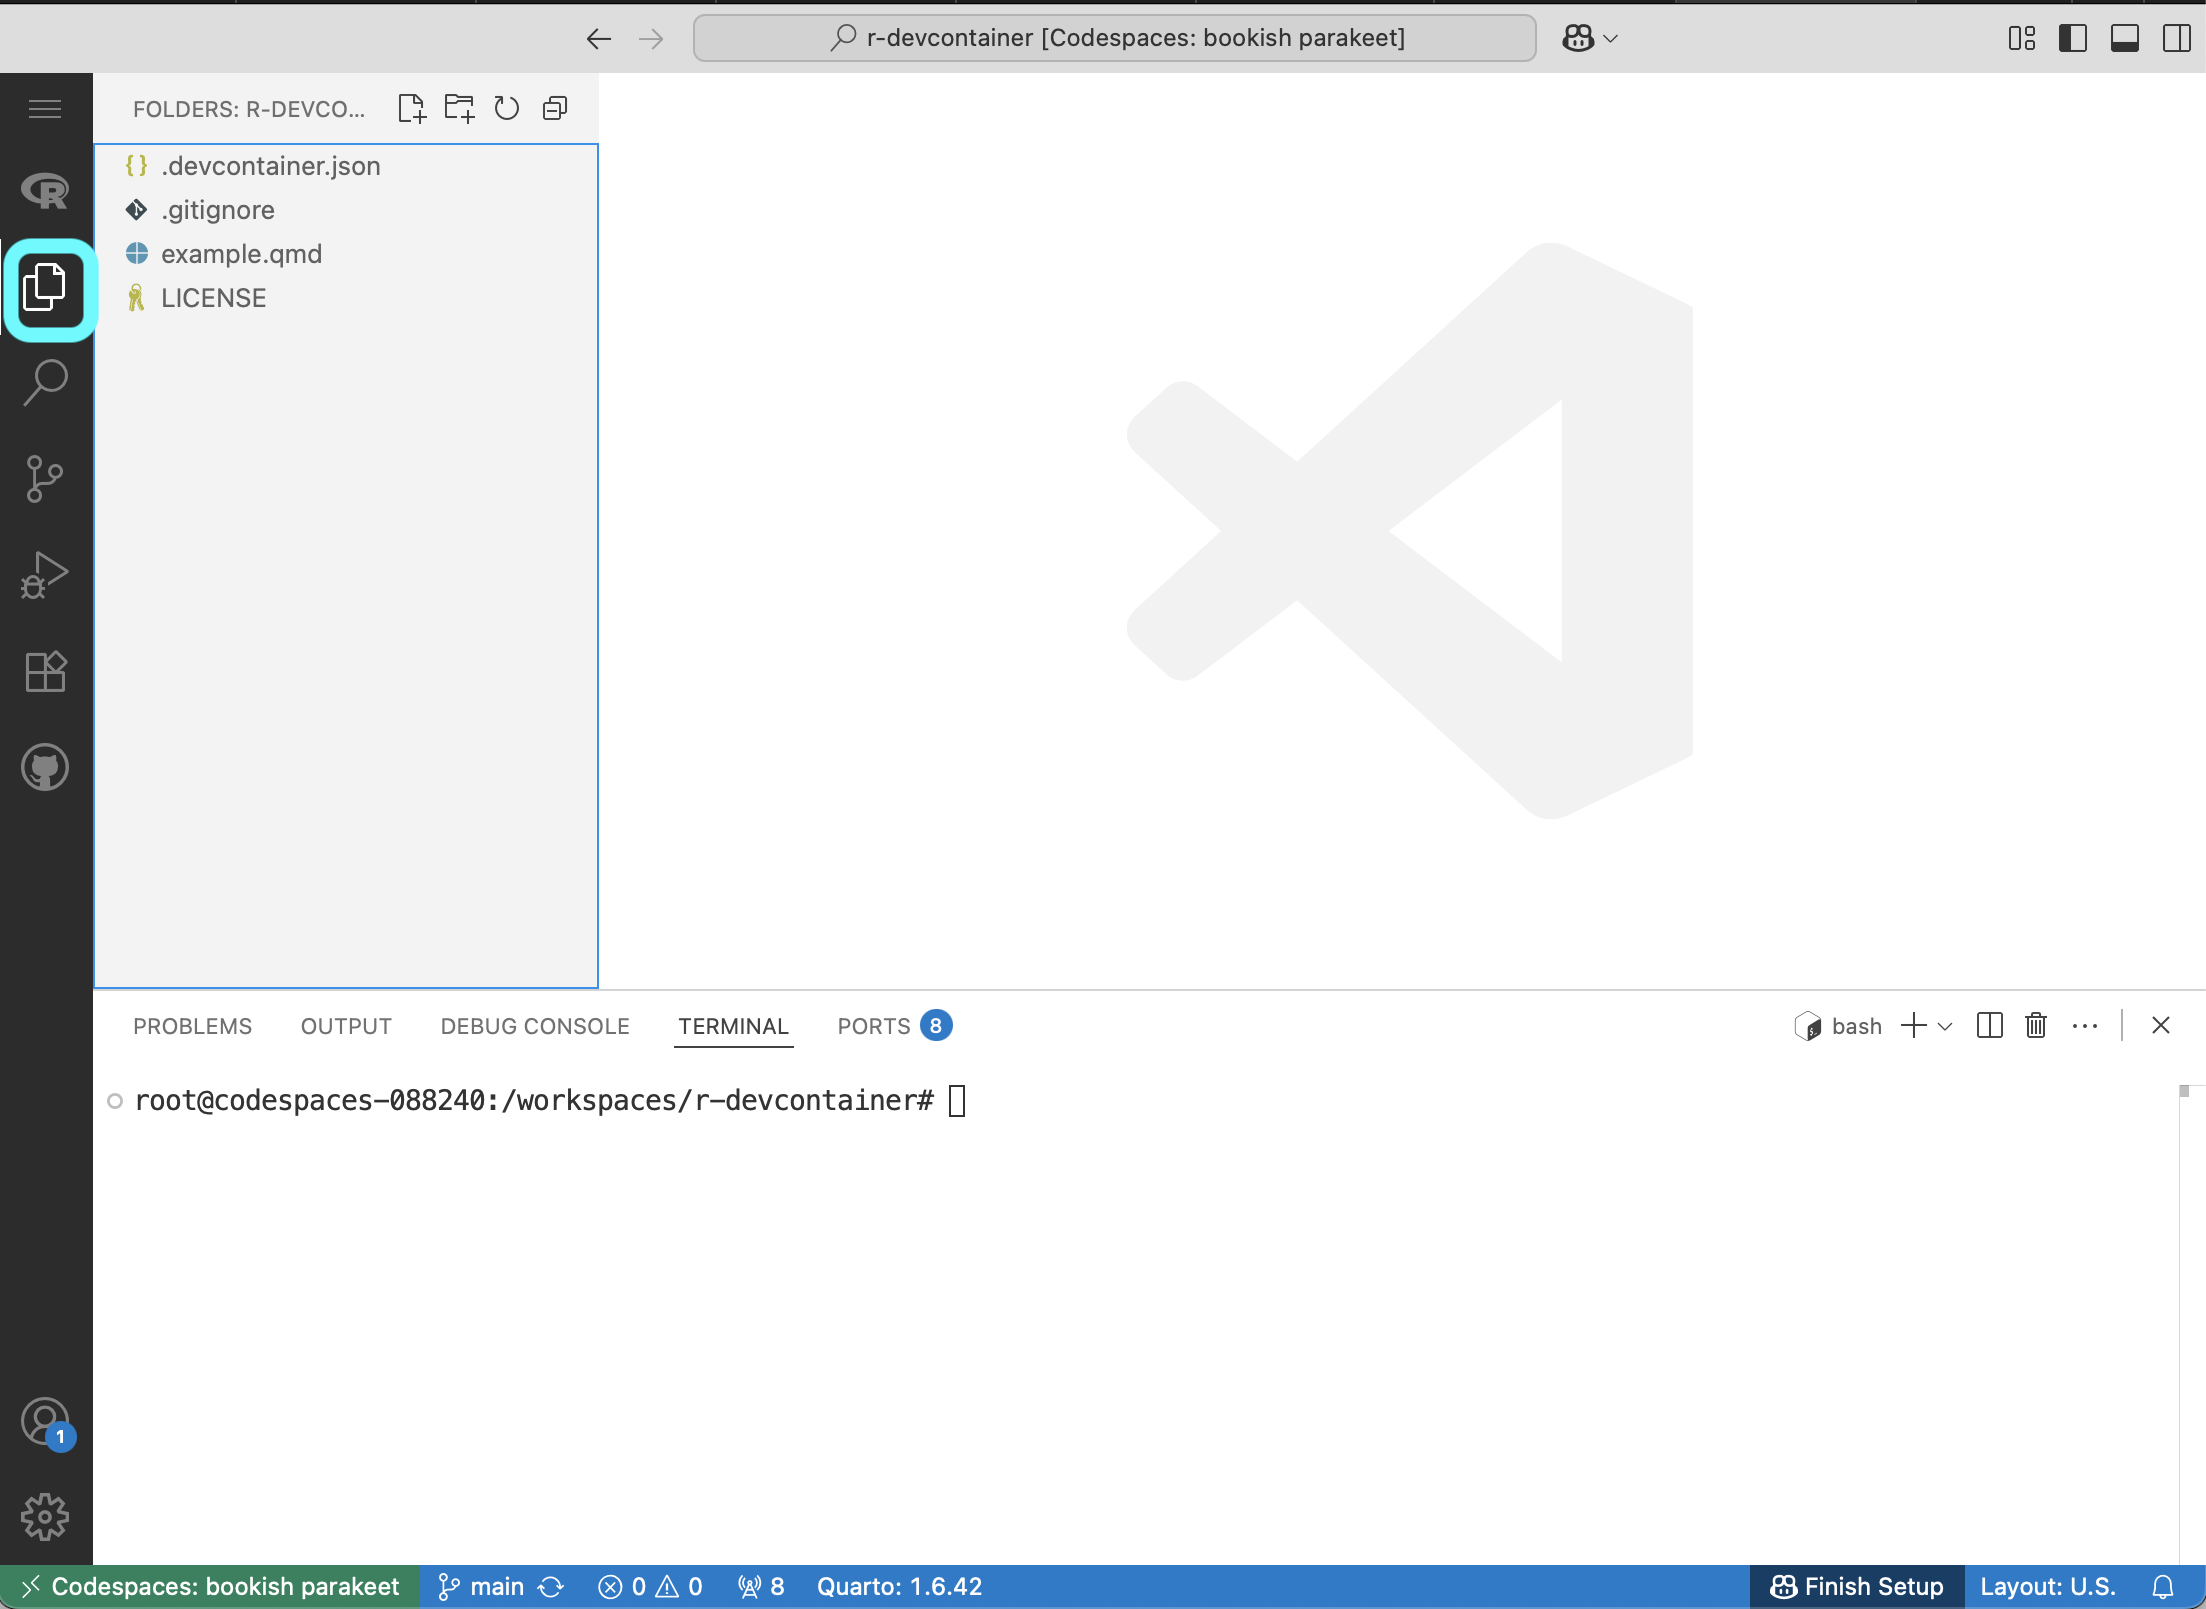 r-devcontainer [Codespaces: bookish parakeet]
FOLDERS: R-DEVCO...
.devcontainer.json
.gitignore
example.qmd
LICENSE
PROBLEMS OUTPUT DEBUG CONSOLE TERMINAL PORTS 8 bash
root@codespaces-088240:/workspaces/r-devcontainer#
1
Codespaces: bookish parakeet main 0 0 8 Quarto: 1.6.42 Finish Setup Layout: U.S.